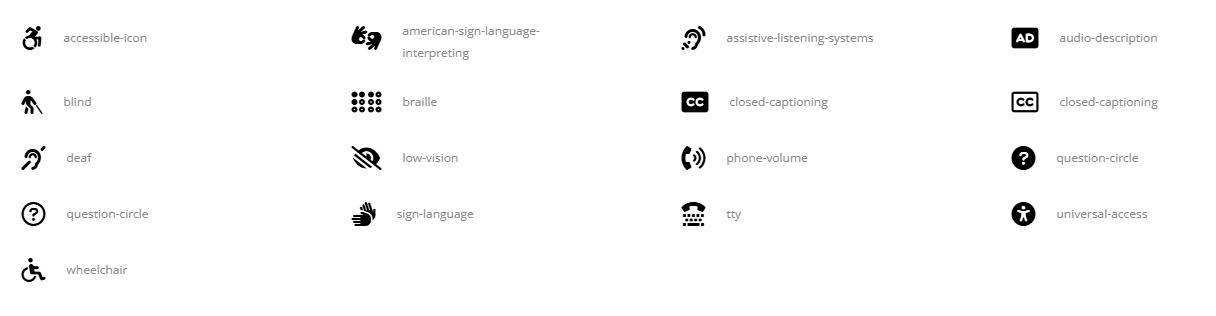 accessible-icon
american-sign-language-
interpreting
assistive-listening-systems
AD
audio-description
blind
braille
CC
closed-captioning
CC
closed-captioning
deaf
low-vision
phone-volume
?
question-circle
?
question-circle
sign-language
tty
universal-access
wheelchair